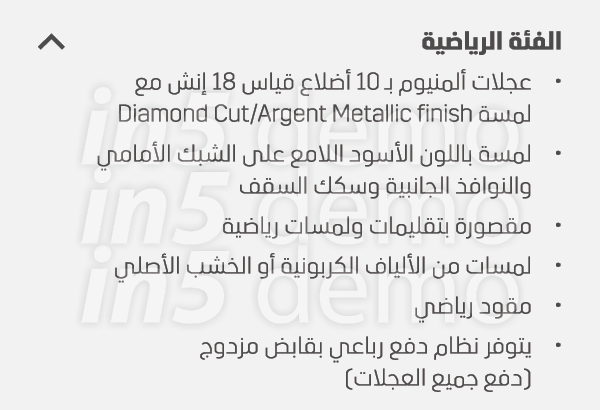 الفئة الرياضية
• عجلات ألمنيوم بـ 10 أضلاع قياس 18 إنش مع
لمسة Diamond Cut/Argent Metallic finish
• لمسة باللون الأسود اللامع على الشبك الأمامي
والنوافذ الجانبية وسكك السقف
• مقصورة بتقليمات ولمسات رياضية
• لمسات من الألياف الكربونية أو الخشب الأصلي
• مقود رياضي
• يتوفر نظام دفع رباعي بقابض مزدوج
(دفع جميع العجلات)
in5 demo
in5 demo
in5 demo